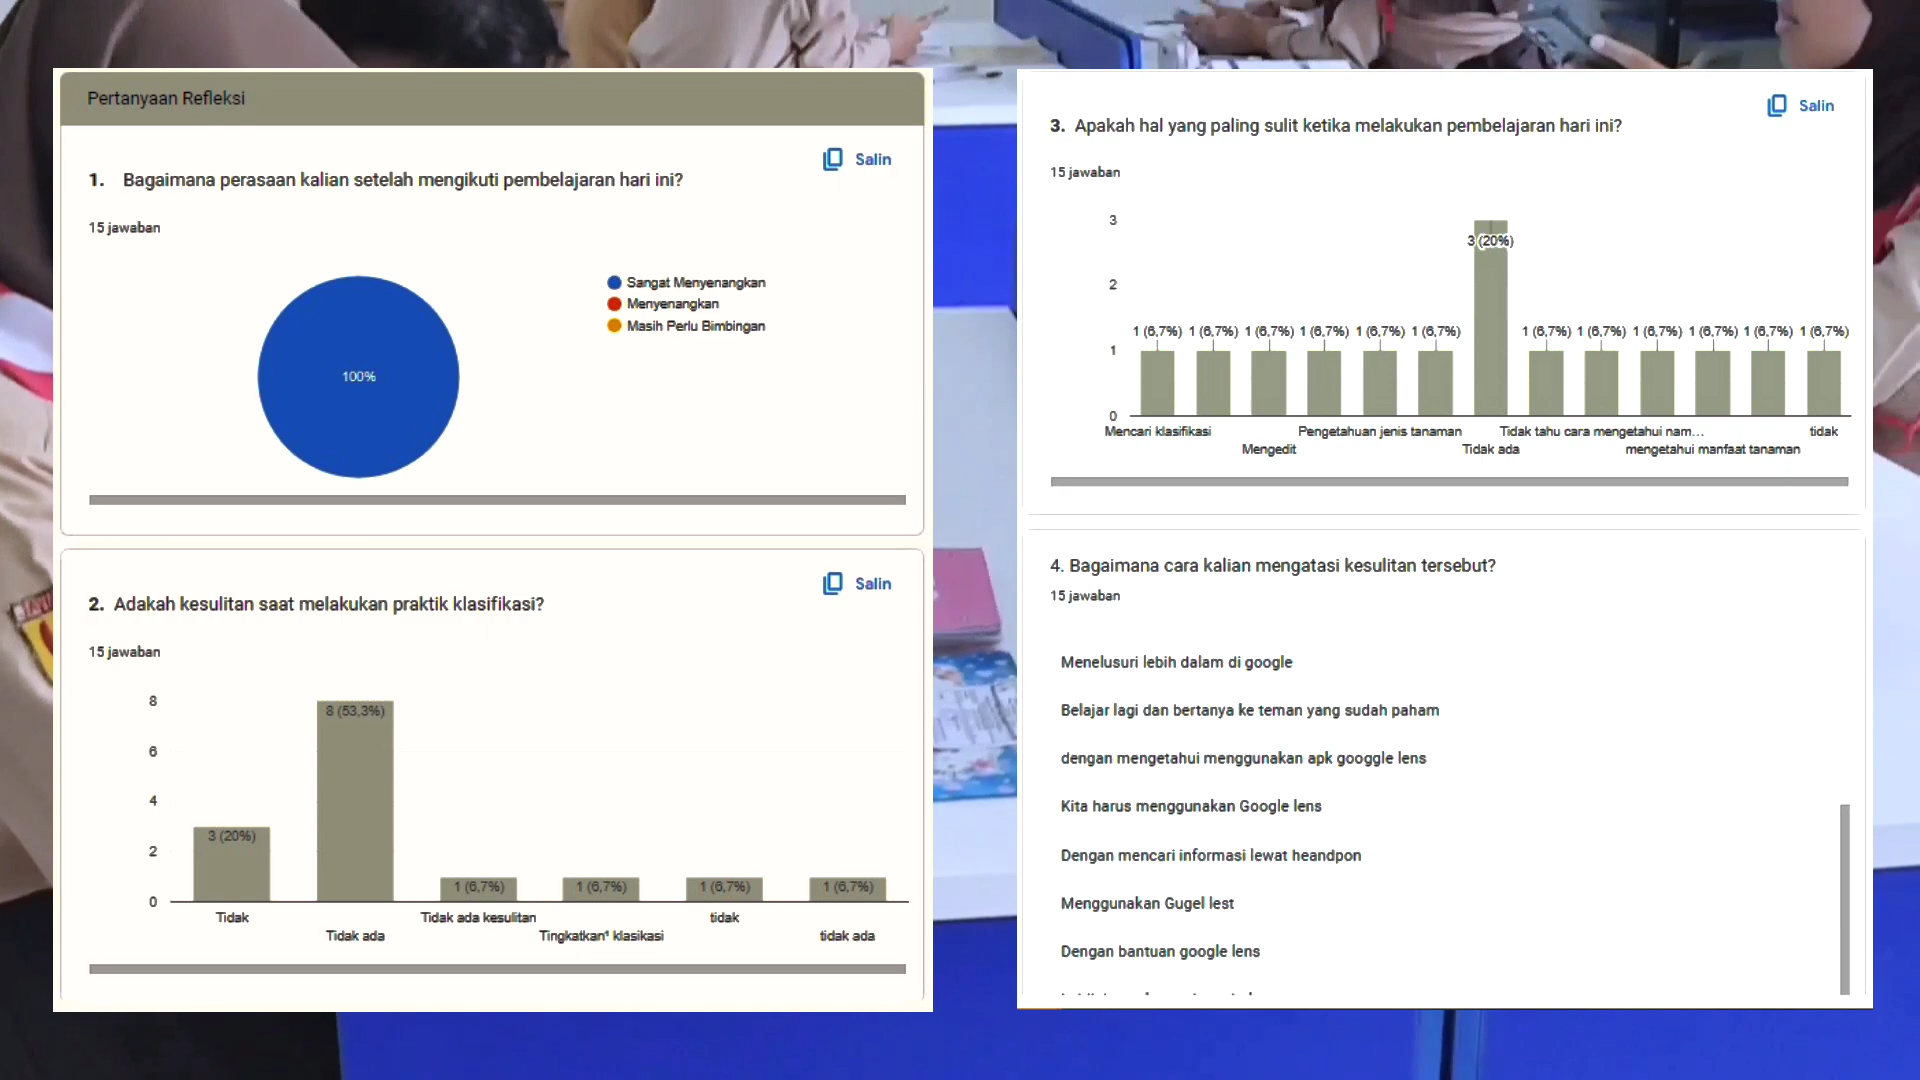 Pertanyaan Refleksi
Salin
1. Bagaimana perasaan kalian setelah mengikuti pembelajaran hari ini?
15 jawaban
100%
Sangat Menyenangkan
Menyenangkan
Masih Perlu Bimbingan
Salin
2. Adakah kesulitan saat melakukan praktik klasifikasi?
15 jawaban
8
6
4
2
0
3 (20%)
8 (53,3%)
1 (6,7%)
1 (6,7%)
1 (6,7%)
1 (6,7%)
Tidak
Tidak ada
Tidak ada kesulitan
Tingkatkan⁴ klasikasi
tidak
tidak ada
Salin
3. Apakah hal yang paling sulit ketika melakukan pembelajaran hari ini?
15 jawaban
3
2
1
0
1 (6,7%) 1 (6,7%) 1 (6,7%) 1 (6,7%) 1 (6,7%) 1 (6,7%)
3 (20%)
1 (6,7%) 1 (6,7%) 1 (6,7%) 1 (6,7%) 1 (6,7%) 1 (6,7%)
Mencari klasifikasi
Mengedit
Pengetahuan jenis tanaman
Tidak ada
Tidak tahu cara mengetahui nam...
mengetahui manfaat tanaman
tidak
4. Bagaimana cara kalian mengatasi kesulitan tersebut?
15 jawaban
Menelusuri lebih dalam di google
Belajar lagi dan bertanya ke teman yang sudah paham
dengan mengetahui menggunakan apk googgle lens
Kita harus menggunakan Google lens
Dengan mencari informasi lewat heandpon
Menggunakan Gugel lest
Dengan bantuan google lens